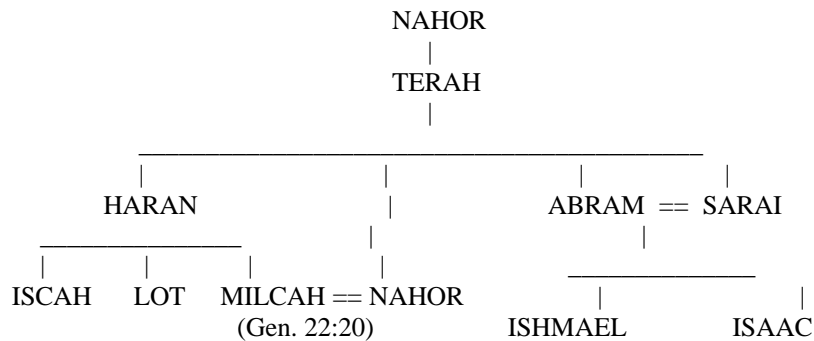 NAHOR
TERAH
HARAN ABRAM == SARAI
ISCAH LOT MILCAH == NAHOR
(Gen. 22:20) ISHMAEL ISAAC